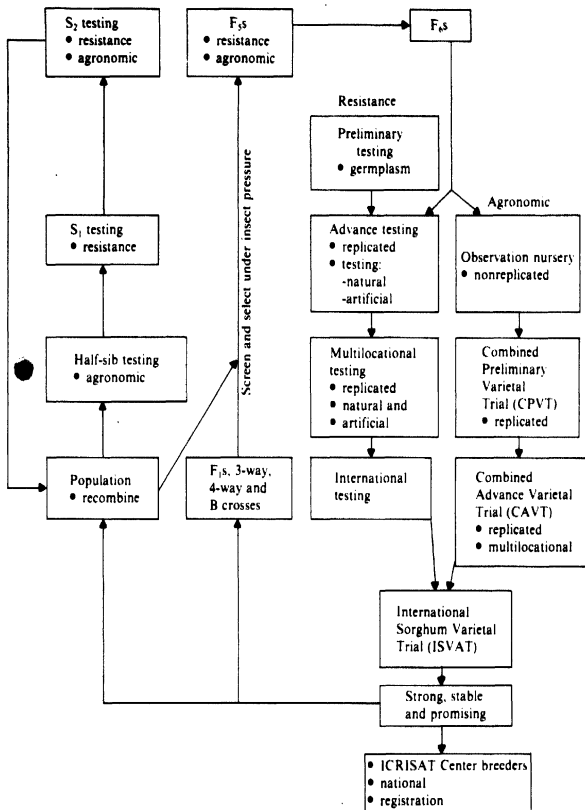 S₂ testing
• resistance
• agronomic
F₅s
• resistance
• agronomic
F₆s
Resistance
Preliminary
testing
• germplasm
Agronomic
S₁ testing
• resistance
Screen and select under insect pressure
Advance testing
• replicated
• testing:
-natural
-artificial
Observation nursery
• nonreplicated
Half-sib testing
• agronomic
Multilocational
testing
• replicated
• natural and
• artificial
Combined
Preliminary
Varietal
Trial (CPVT)
• replicated
Population
• recombine
F₁s, 3-way,
4-way and
B crosses
International
testing
Combined
Advance Varietal
Trial (CAVT)
• replicated
• multilocational
International
Sorghum Varietal
Trial (ISVAT)
Strong, stable
and promising
• ICRISAT Center breeders
• national
• registration